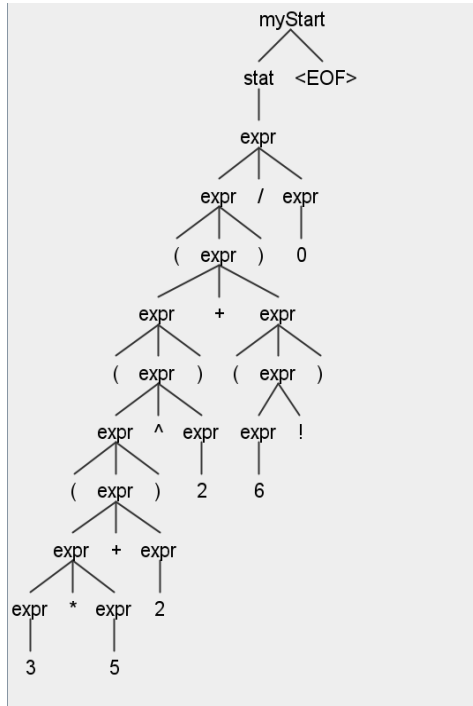 myStart
stat <EOF>
expr
expr / expr
( expr ) 0
expr + expr
( expr ) ( expr )
expr ^ expr expr !
( expr ) 2 6
expr + expr
expr * expr 2
3 5